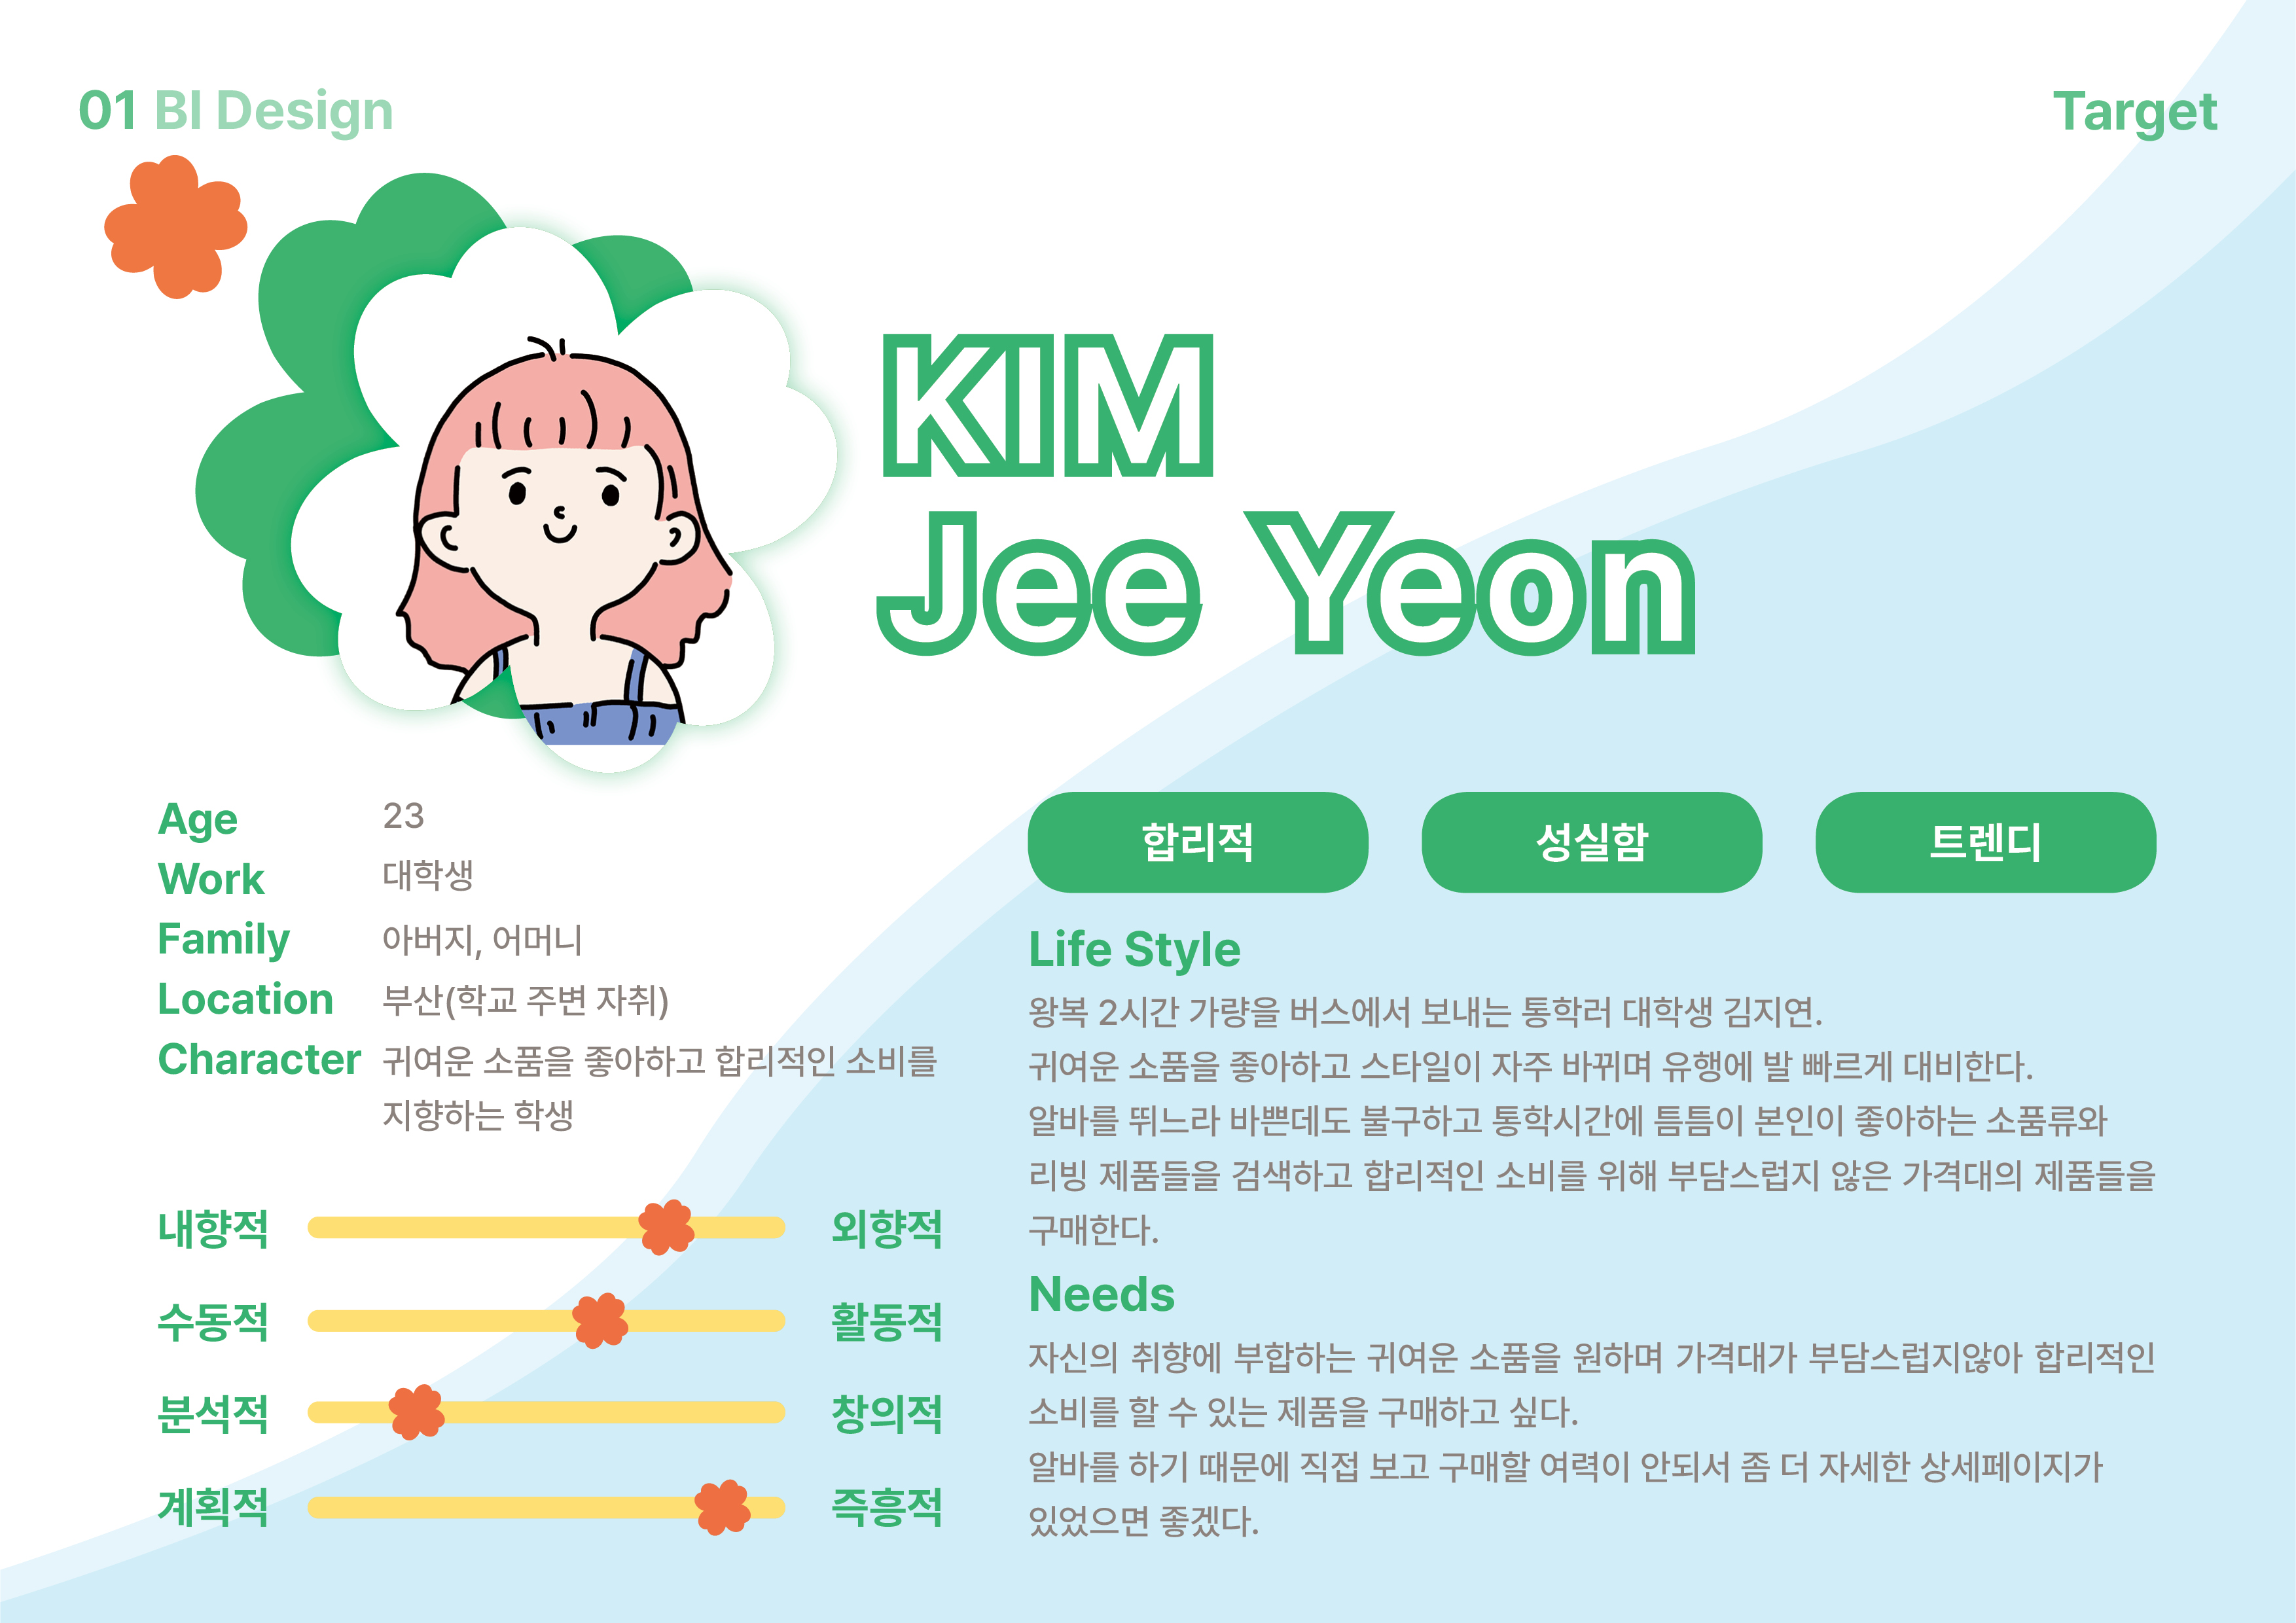 01 BI Design
Target
KIM
Jee Yeon
Age 23
Work 대학생
Family 아버지, 어머니
Location 부산(학교 주변 자취)
Character 귀여운 소품을 좋아하고 합리적인 소비를
지향하는 학생
내향적 외향적
수동적 활동적
분석적 창의적
계획적 즉흥적
합리적 성실함 트렌디
Life Style
왕복 2시간 가량을 버스에서 보내는 통학러 대학생 김지연.
귀여운 소품을 좋아하고 스타일이 자주 바뀌며 유행에 발 빠르게 대비한다.
알바를 뛰느라 바쁜데도 불구하고 통학시간에 틈틈이 본인이 좋아하는 소품류와
리빙 제품들을 검색하고 합리적인 소비를 위해 부담스럽지 않은 가격대의 제품들을
구매한다.
Needs
자신의 취향에 부합하는 귀여운 소품을 원하며 가격대가 부담스럽지않아 합리적인
소비를 할 수 있는 제품을 구매하고 싶다.
알바를 하기 때문에 직접 보고 구매할 여력이 안되서 좀 더 자세한 상세페이지가
있었으면 좋겠다.